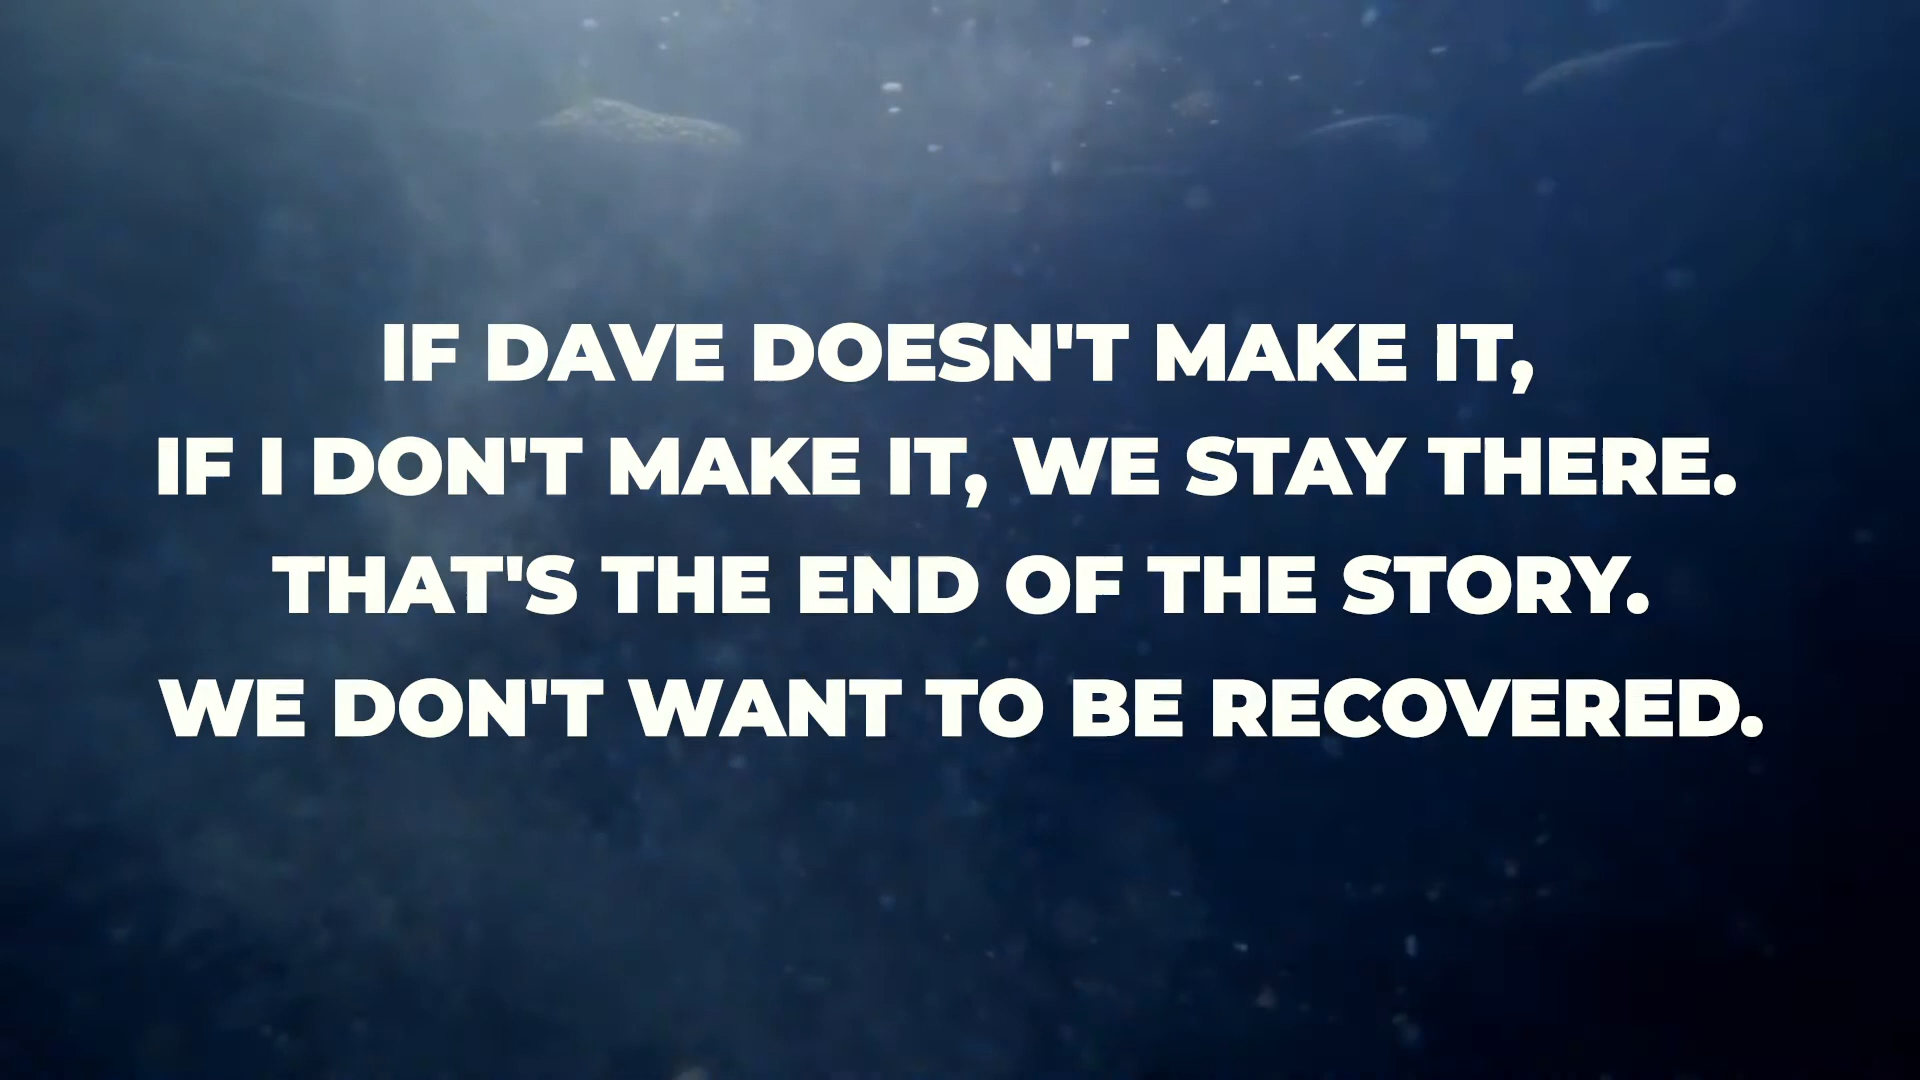 IF DAVE DOESN'T MAKE IT,
IF I DON'T MAKE IT, WE STAY THERE.
THAT'S THE END OF THE STORY.
WE DON'T WANT TO BE RECOVERED.